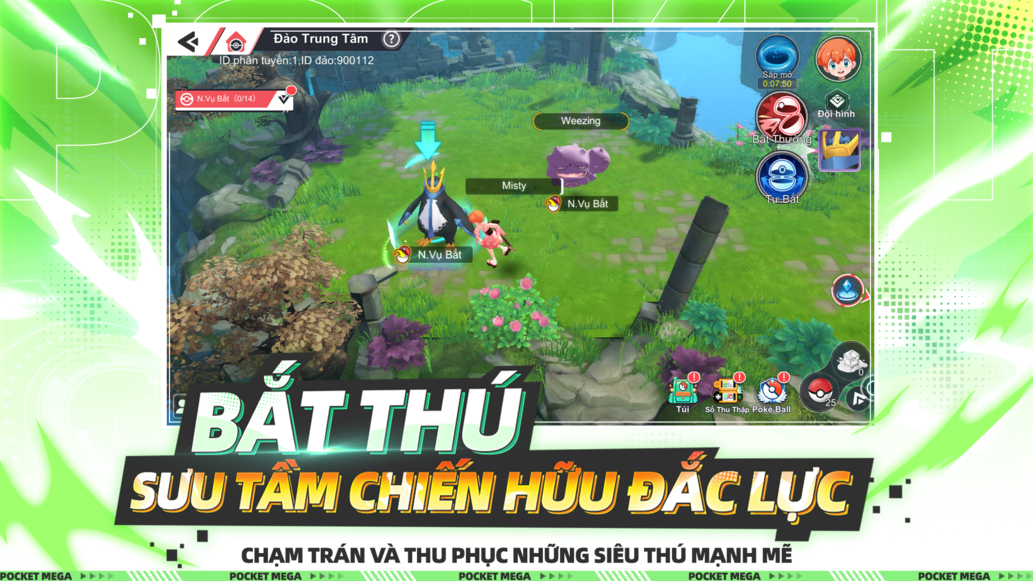 Đảo Trung Tâm ?
ID phân tuyến:1;ID đảo:900112
N.Vụ Bắt (0/14)
Sắp mở
0:07:50
Đội hình
Bất Thường
Tự Bắt
Weezing
Misty
N.Vụ Bắt
N.Vụ Bắt
0
25
Túi
Sổ Thu Thập
Poké Ball
BẮT THÚ
SƯU TẦM CHIẾN HỮU ĐẮC LỰC
CHẠM TRÁN VÀ THU PHỤC NHỮNG SIÊU THÚ MẠNH MẼ
POCKET MEGA POCKET MEGA POCKET MEGA POCKET MEGA POCKET MEGA